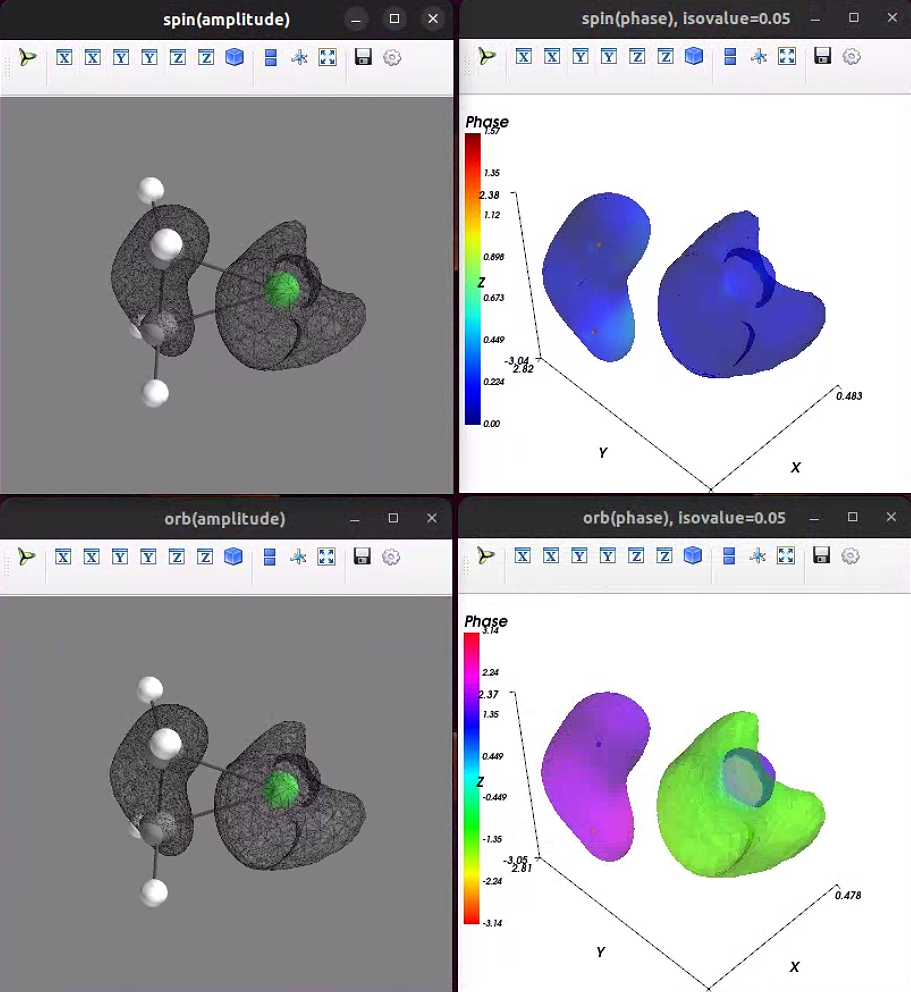 spin(amplitude)
X X Y Y Z Z
spin(phase), isovalue=0.05
X X Y Y Z Z
Phase
1.57
1.35
2.38
1.12
0.898
Z
0.673
0.449
0.224
0.00
-3.04
2.82
Y
X
0.483
orb(amplitude)
X X Y Y Z Z
orb(phase), isovalue=0.05
X X Y Y Z Z
Phase
3.14
2.24
2.37
1.35
0.449
Z
-0.449
-1.35
-2.24
-3.14
-3.05
2.81
Y
X
0.478